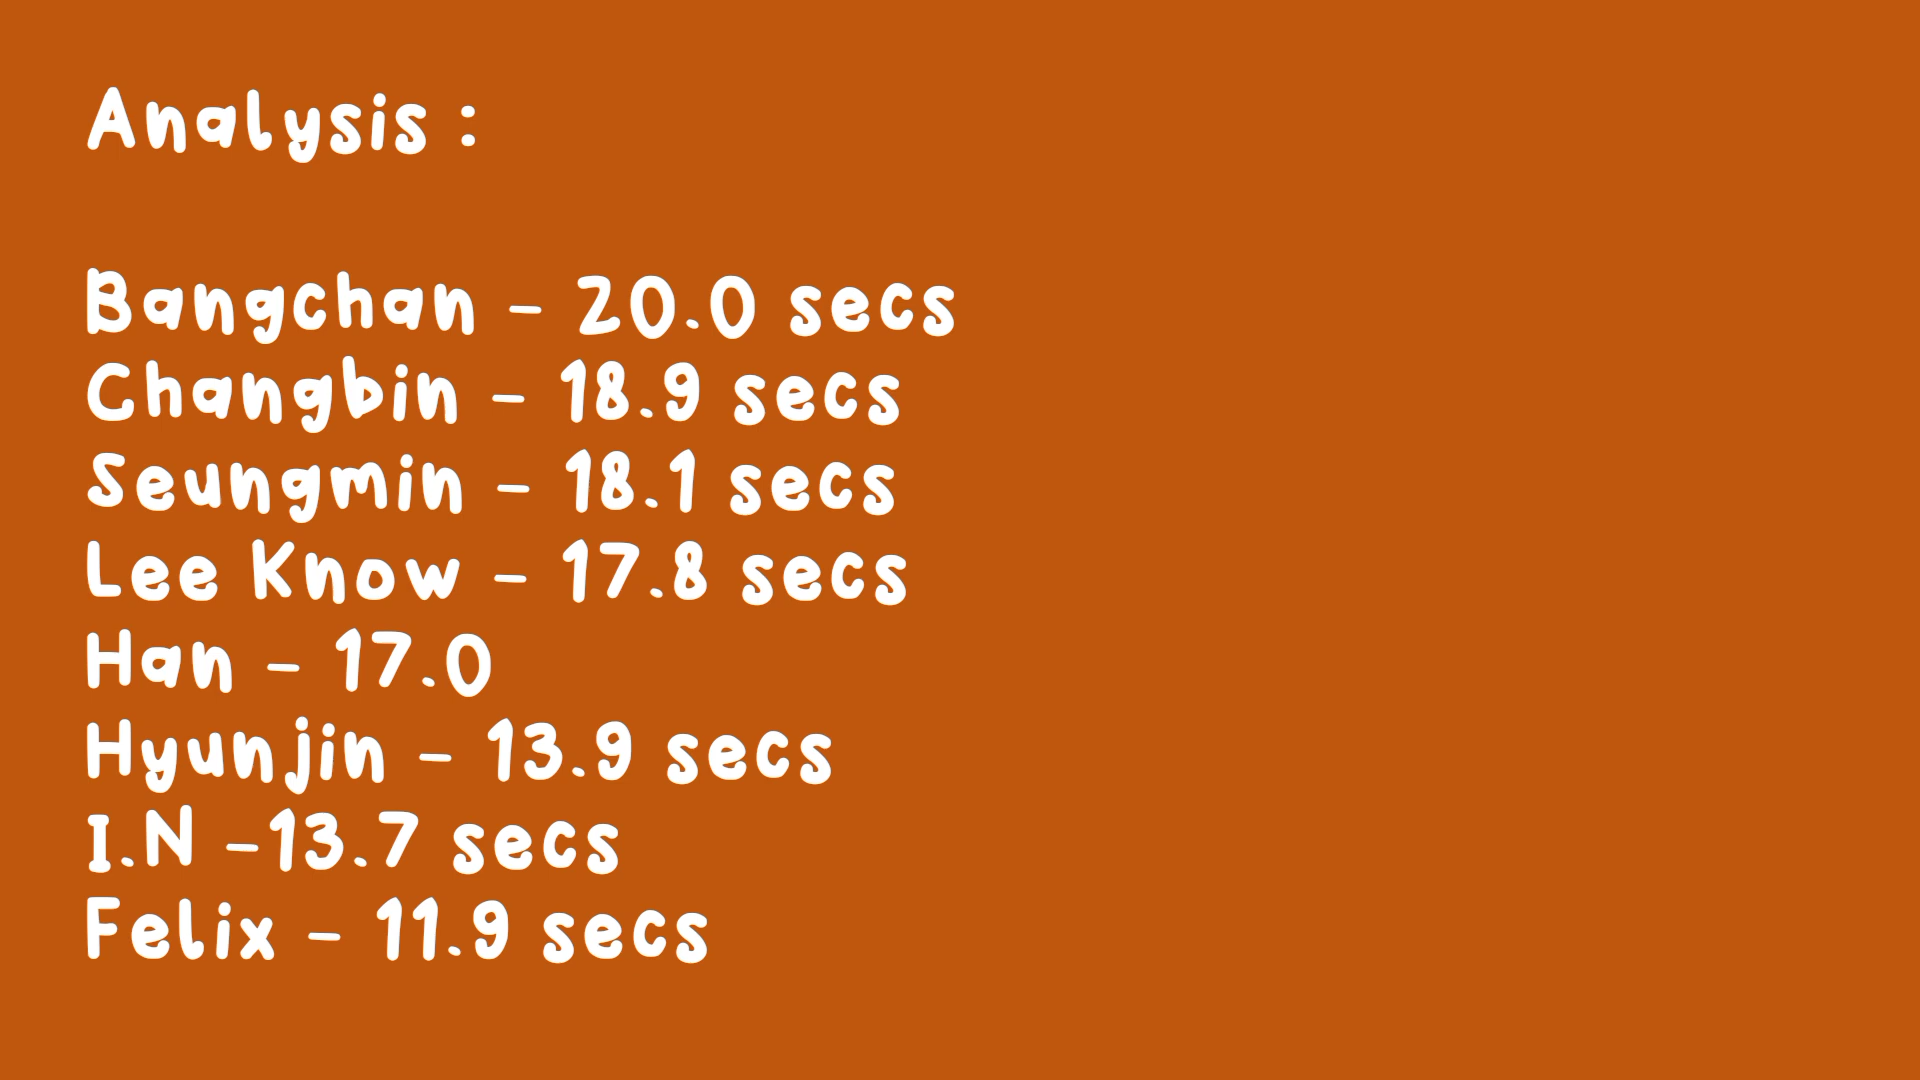 Analysis :
Bangchan - 20.0 secs
Changbin - 18.9 secs
Seungmin - 18.1 secs
Lee Know - 17.8 secs
Han - 17.0
Hyunjin - 13.9 secs
I.N -13.7 secs
Felix - 11.9 secs